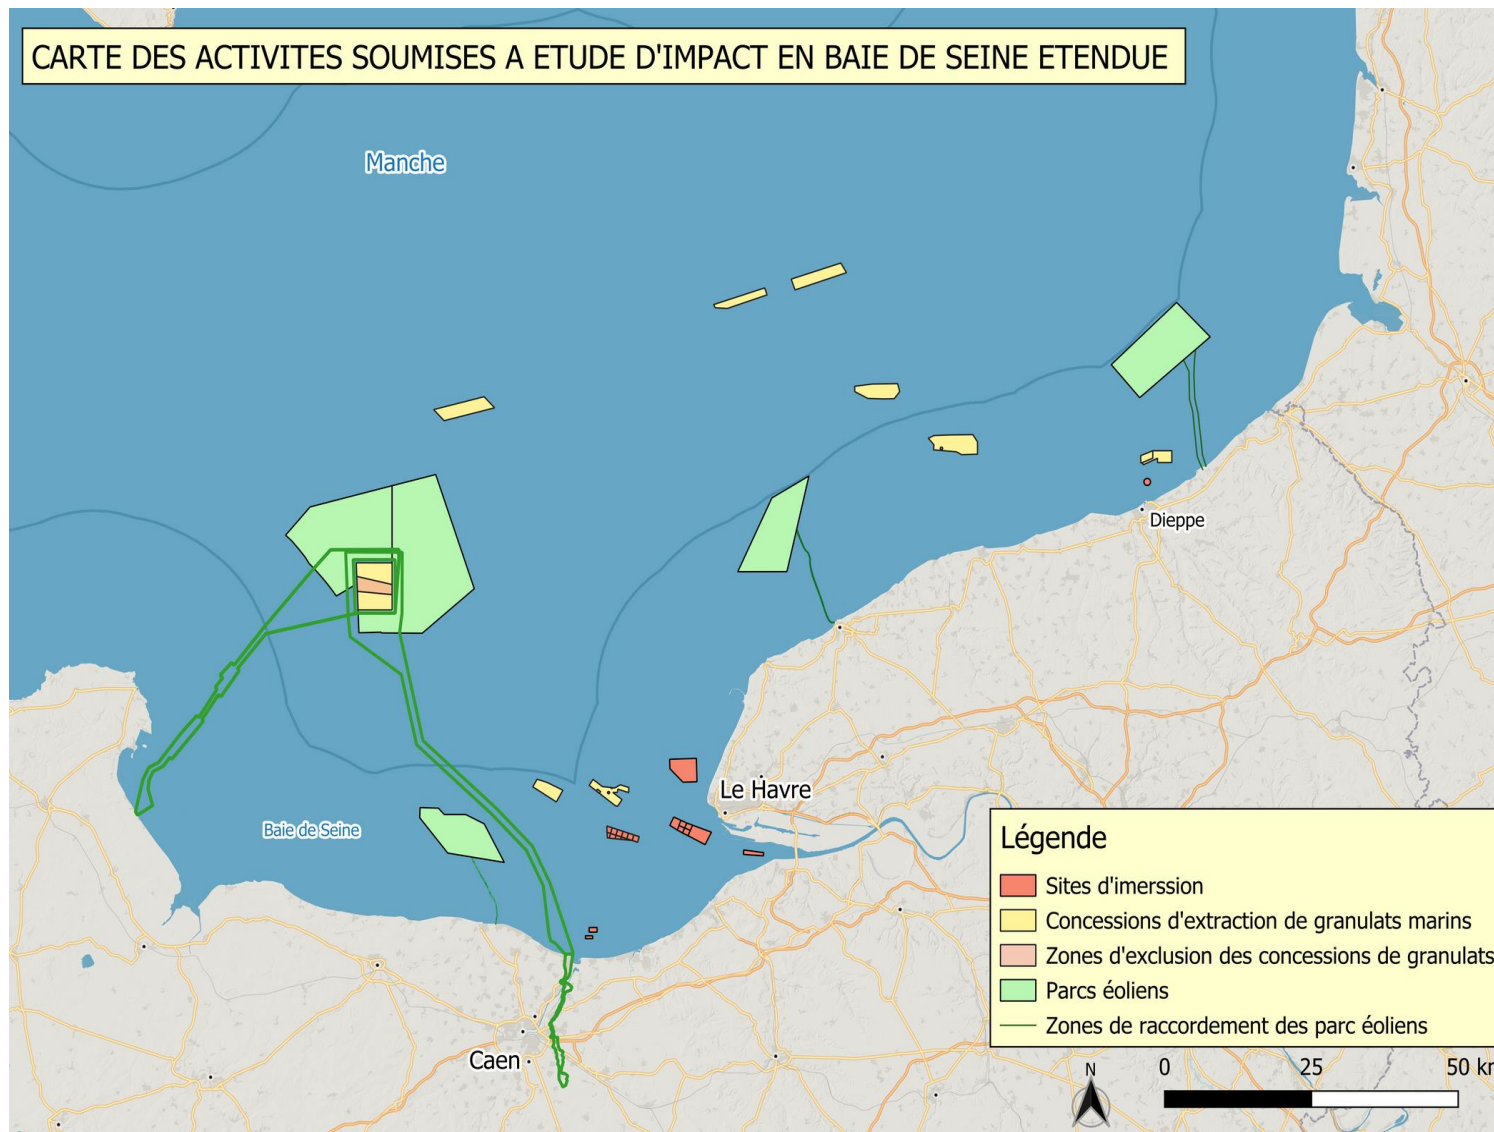 CARTE DES ACTIVITES SOUMISES A ETUDE D'IMPACT EN BAIE DE SEINE ETENDUE
Manche
Dieppe
Le Havre
Baie de Seine
Caen
Légende
Sites d'imerssion
Concessions d'extraction de granulats marins
Zones d'exclusion des concessions de granulats
Parcs éoliens
Zones de raccordement des parc éoliens
N
0 25 50 km